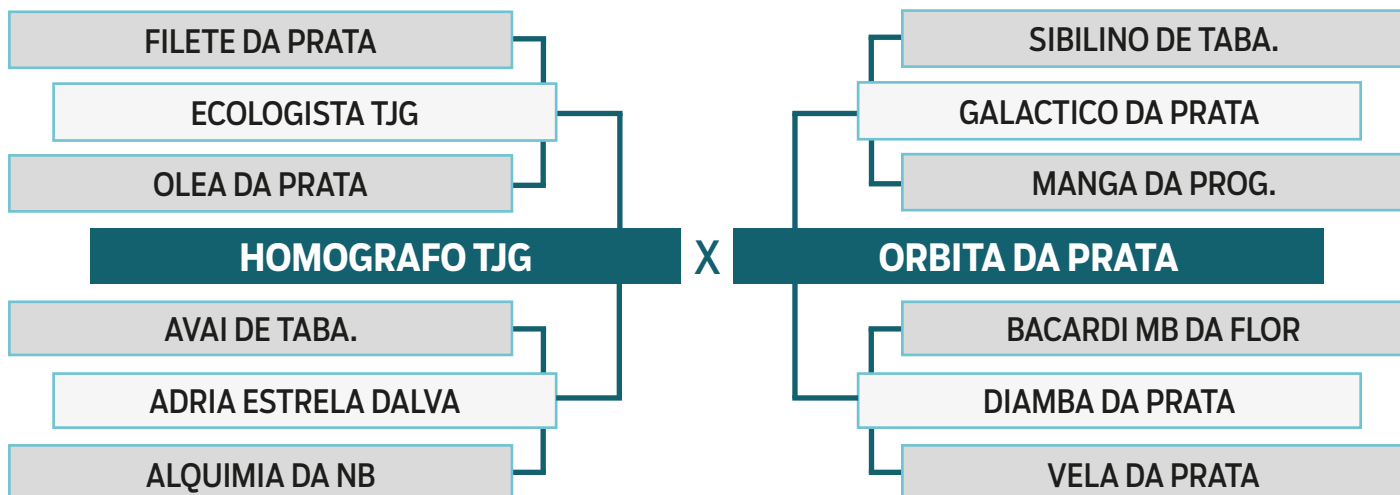 FILETE DA PRATA
ECOLOGISTA TJG
OLEA DA PRATA
HOMOGRAFO TJG
AVAI DE TABA.
ADRIA ESTRELA DALVA
ALQUIMIA DA NB
X
SIBILINO DE TABA.
GALACTICO DA PRATA
MANGA DA PROG.
ORBITA DA PRATA
BACARDI MB DA FLOR
DIAMBA DA PRATA
VELA DA PRATA